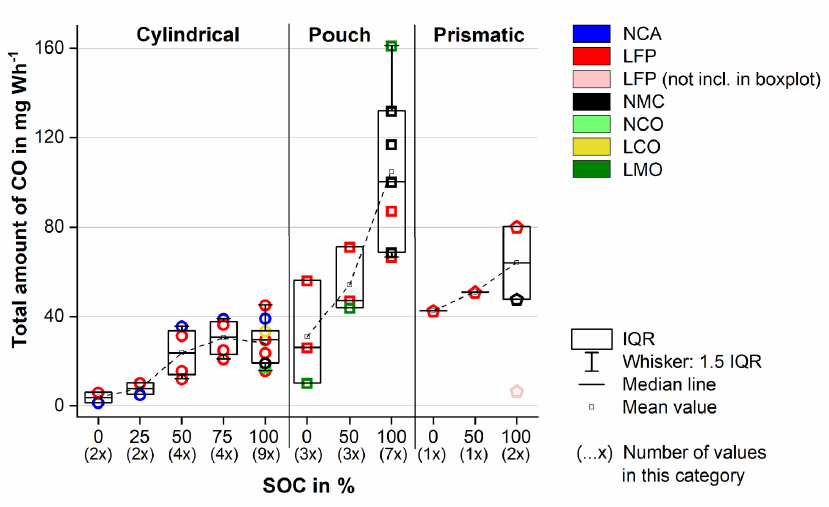 Cylindrical Pouch Prismatic
Total amount of CO in mg Wh-1
160
120
80
40
0
0 25 50 75 100 0 50 100 0 50 100
(2x) (2x) (4x) (4x) (9x) (3x) (3x) (7x) (1x) (1x) (2x)
SOC in %
NCA
LFP
LFP (not incl. in boxplot)
NMC
NCO
LCO
LMO
IQR
Whisker: 1.5 IQR
Median line
Mean value
(...x) Number of values
in this category